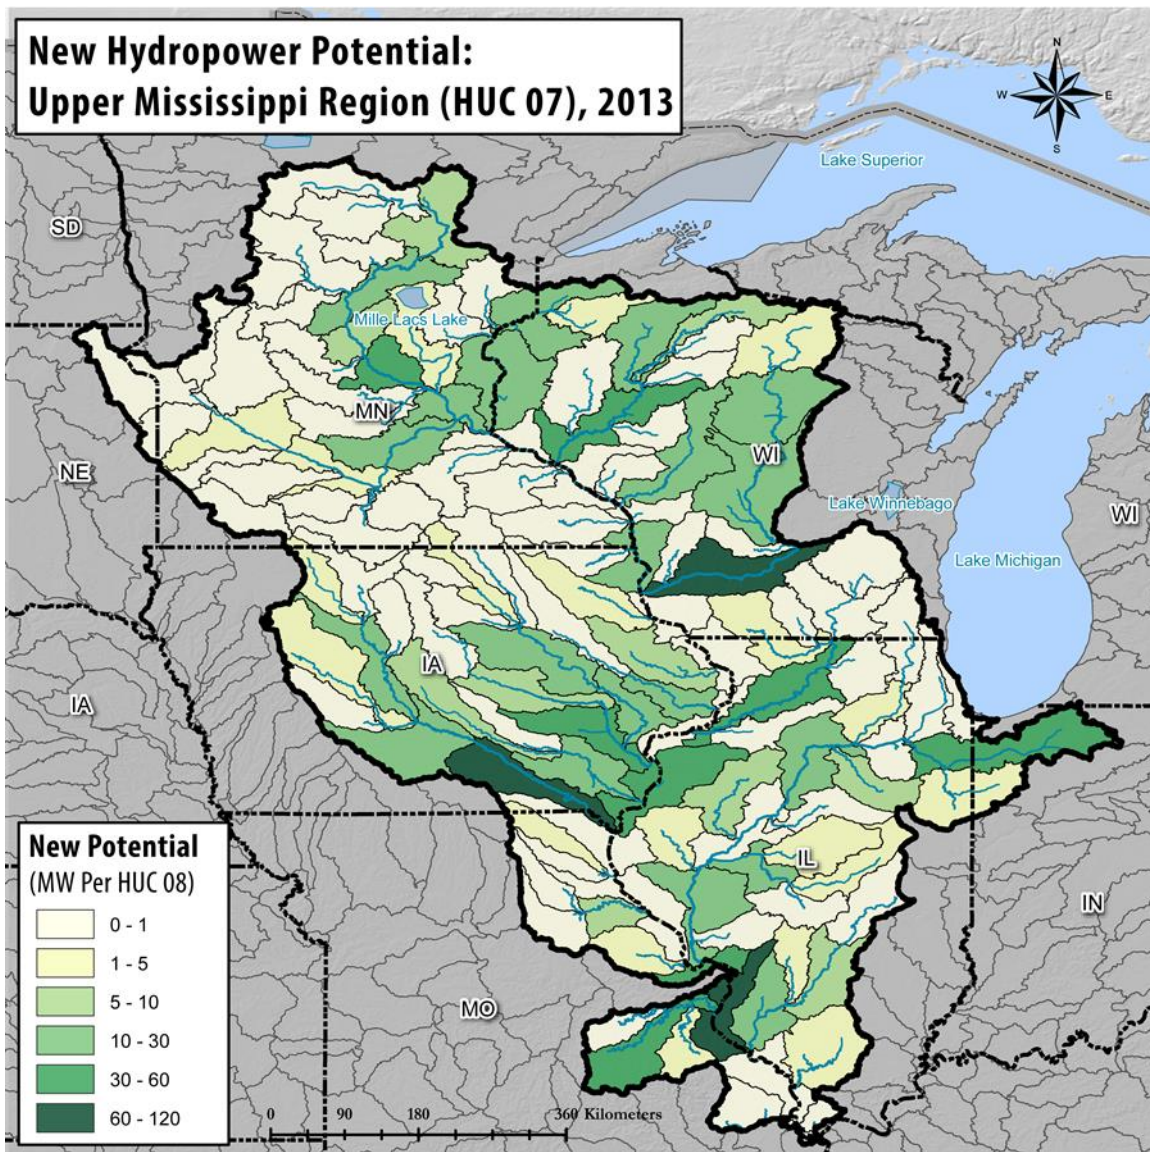 New Hydropower Potential:
Upper Mississippi Region (HUC 07), 2013
N
W
E
S
Lake Superior
SD
Mille Lacs Lake
MN
WI
NE
Lake Winnebago
WI
Lake Michigan
IA
IA
IL
IN
MO
New Potential
(MW Per HUC 08)
0 - 1
1 - 5
5 - 10
10 - 30
30 - 60
60 - 120
0 90 180 360 Kilometers